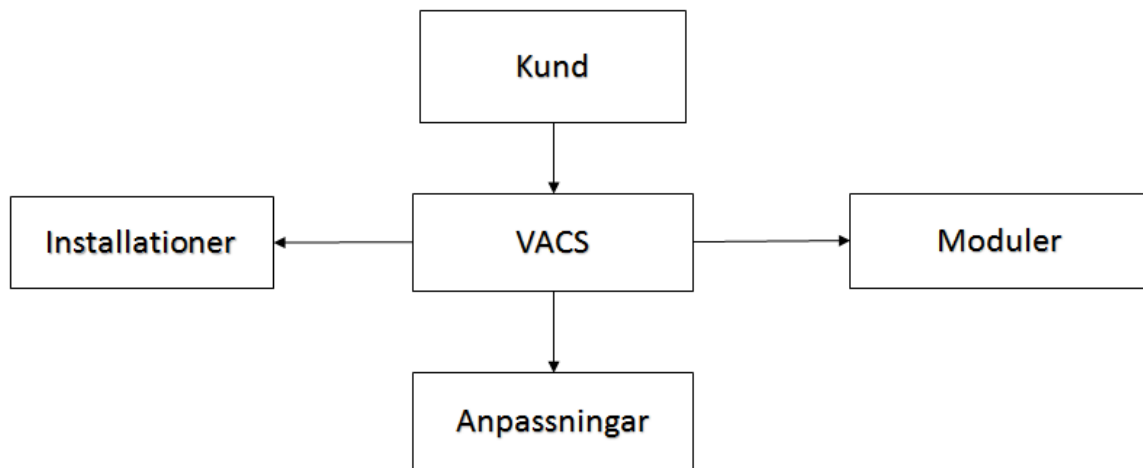 Kund
Installationer
VACS
Moduler
Anpassningar